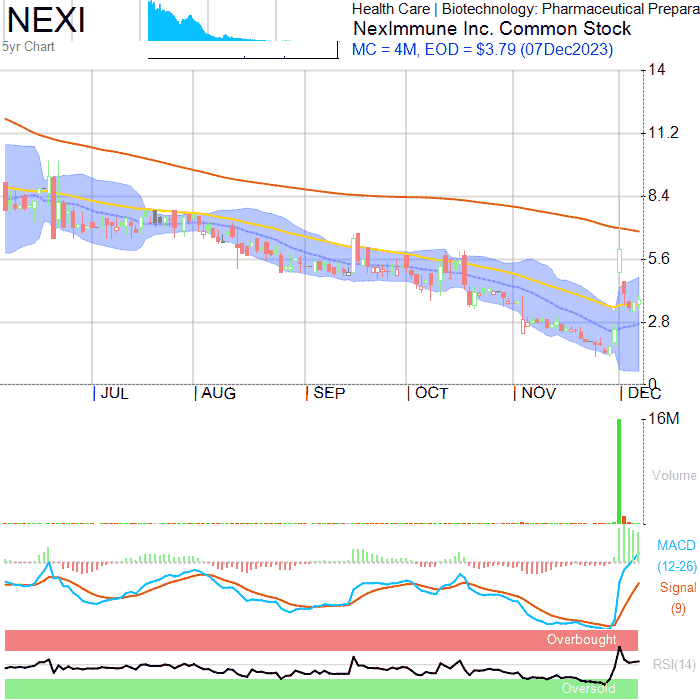 NEXI
5yr Chart
Health Care | Biotechnology: Pharmaceutical Prepara
NexImmune Inc. Common Stock
MC = 4M, EOD = $3.79 (07Dec2023)
14
11.2
8.4
5.6
2.8
0
JUL AUG SEP OCT NOV DEC
16M
Volume
MACD
(12-26)
Signal
(9)
Overbought
RSI(14)
Oversold